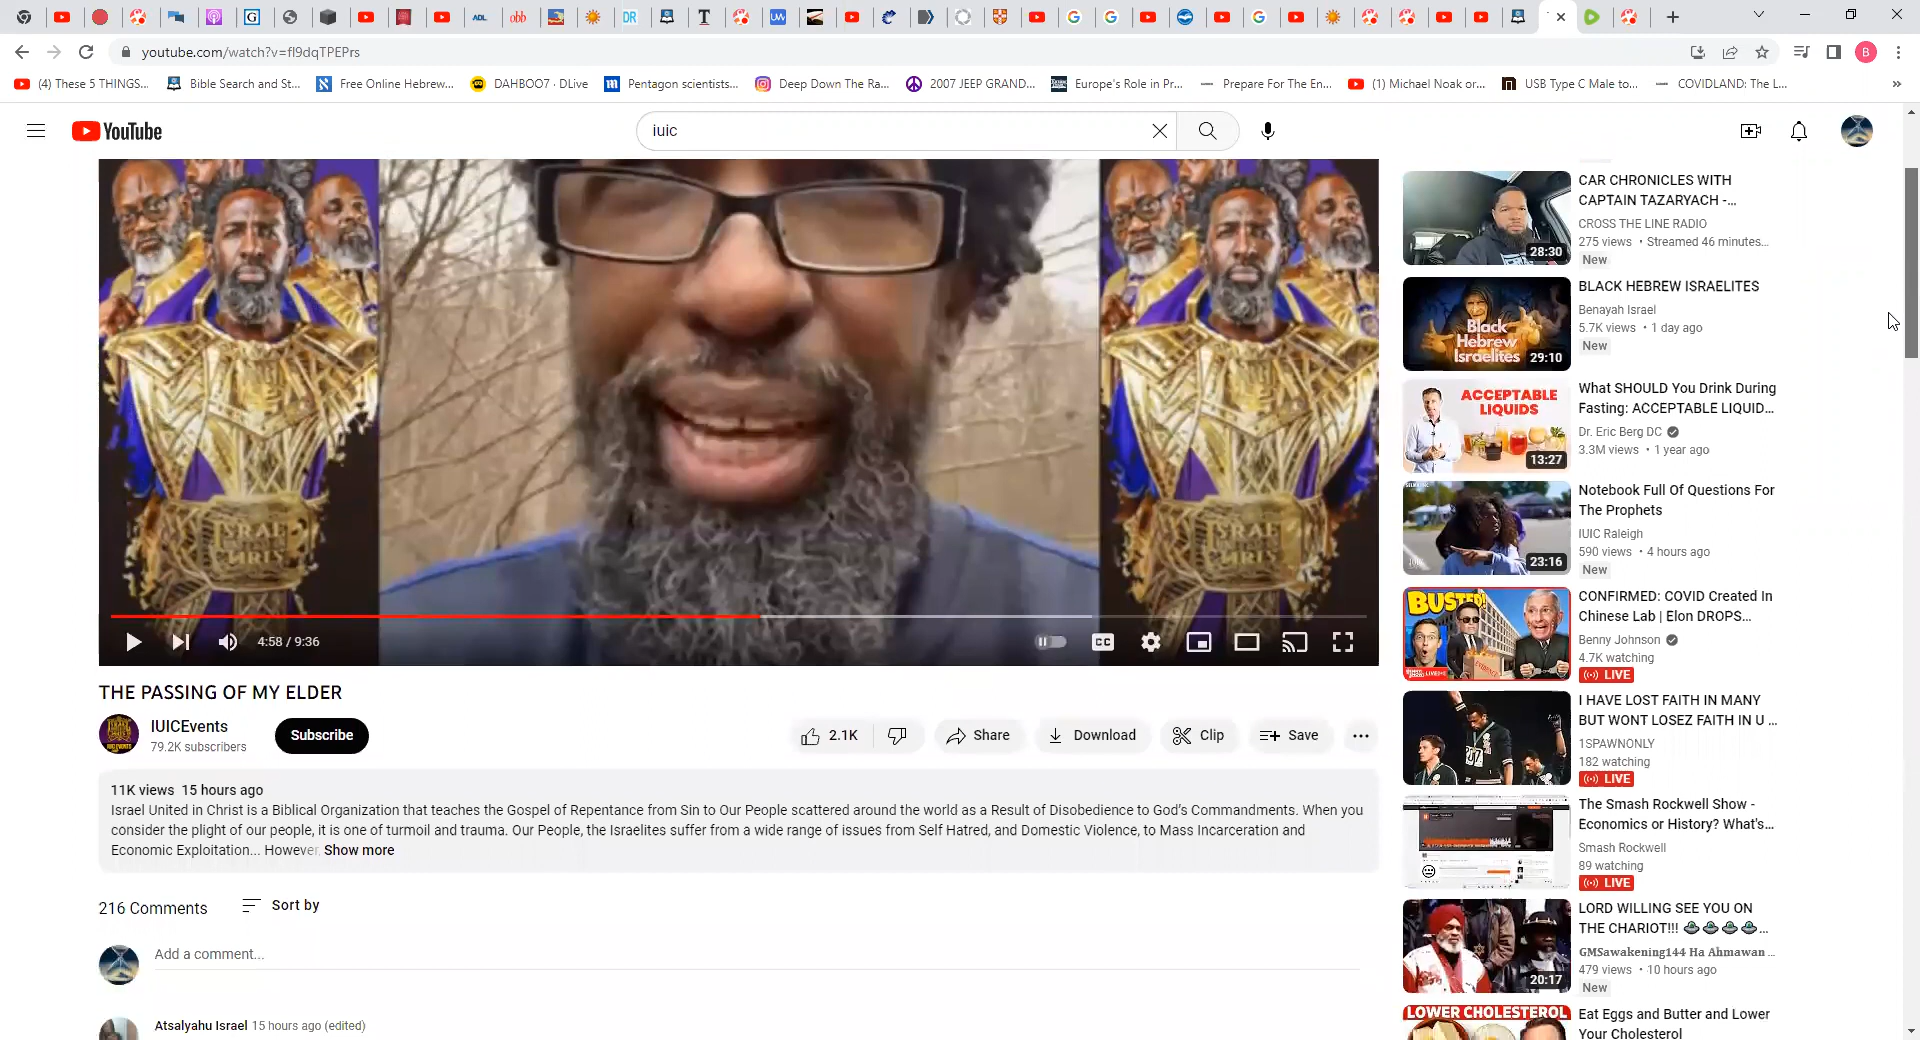 youtube.com/watch?v=fI9dqTPEPrs
B
(4) These 5 THINGS...
Bible Search and St...
Free Online Hebrew...
DAHBOO7 · DLive
Pentagon scientists...
Deep Down The Ra...
2007 JEEP GRAND...
Europe's Role in Pr...
Prepare For The En...
(1) Michael Noak or...
USB Type C Male to...
COVIDLAND: The L...
»
YouTube
iuic
4:58 / 9:36
CC
THE PASSING OF MY ELDER
IUICEvents
79.2K subscribers
Subscribe
2.1K
Share
Download
Clip
Save
11K views 15 hours ago
Israel United in Christ is a Biblical Organization that teaches the Gospel of Repentance from Sin to Our People scattered around the world as a Result of Disobedience to God's Commandments. When you
consider the plight of our people, it is one of turmoil and trauma. Our People, the Israelites suffer from a wide range of issues from Self Hatred, and Domestic Violence, to Mass Incarceration and
Economic Exploitation... However, Show more
216 Comments
Sort by
Add a comment...
Atsalyahu Israel 15 hours ago (edited)
28:30
CAR CHRONICLES WITH
CAPTAIN TAZARYACH -...
CROSS THE LINE RADIO
275 views • Streamed 46 minutes...
New
Black
Hebrew
Israelites
29:10
BLACK HEBREW ISRAELITES
Benayah Israel
5.7K views • 1 day ago
New
ACCEPTABLE
LIQUIDS
13:27
What SHOULD You Drink During
Fasting: ACCEPTABLE LIQUID...
Dr. Eric Berg DC
3.3M views • 1 year ago
23:16
Notebook Full Of Questions For
The Prophets
IUIC Raleigh
590 views • 4 hours ago
New
BUSTED!
CONFIRMED: COVID Created In
Chinese Lab | Elon DROPS...
Benny Johnson
4.7K watching
LIVE
I HAVE LOST FAITH IN MANY
BUT WONT LOSEZ FAITH IN U ...
1SPAWNONLY
182 watching
LIVE
The Smash Rockwell Show -
Economics or History? What's...
Smash Rockwell
89 watching
LIVE
20:17
LORD WILLING SEE YOU ON
THE CHARIOT!!! 🛸🛸🛸🛸...
GMSawakening144 Ha Ahmawan ...
479 views • 10 hours ago
New
LOWER CHOLESTEROL
Eat Eggs and Butter and Lower
Your Cholesterol